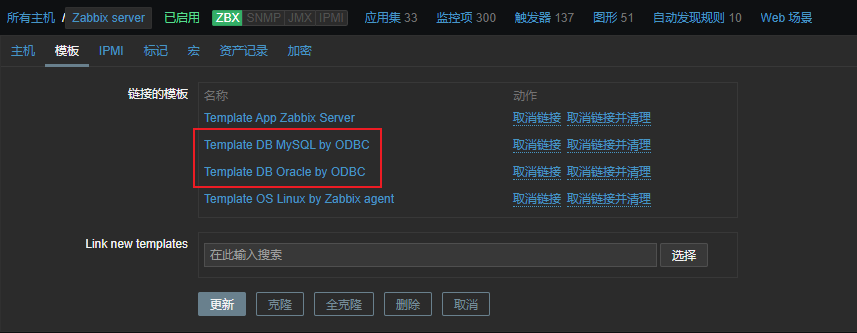 所有主机 / Zabbix server 已启用 ZBX SNMP JMX IPMI 应用集 33 监控项 300 触发器 137 图形 51 自动发现规则 10 Web 场景
主机 模板 IPMI 标记 宏 资产记录 加密
链接的模板 名称 动作
Template App Zabbix Server 取消链接 取消链接并清理
Template DB MySQL by ODBC 取消链接 取消链接并清理
Template DB Oracle by ODBC 取消链接 取消链接并清理
Template OS Linux by Zabbix agent 取消链接 取消链接并清理
Link new templates 在此输入搜索 选择
更新 克隆 全克隆 删除 取消